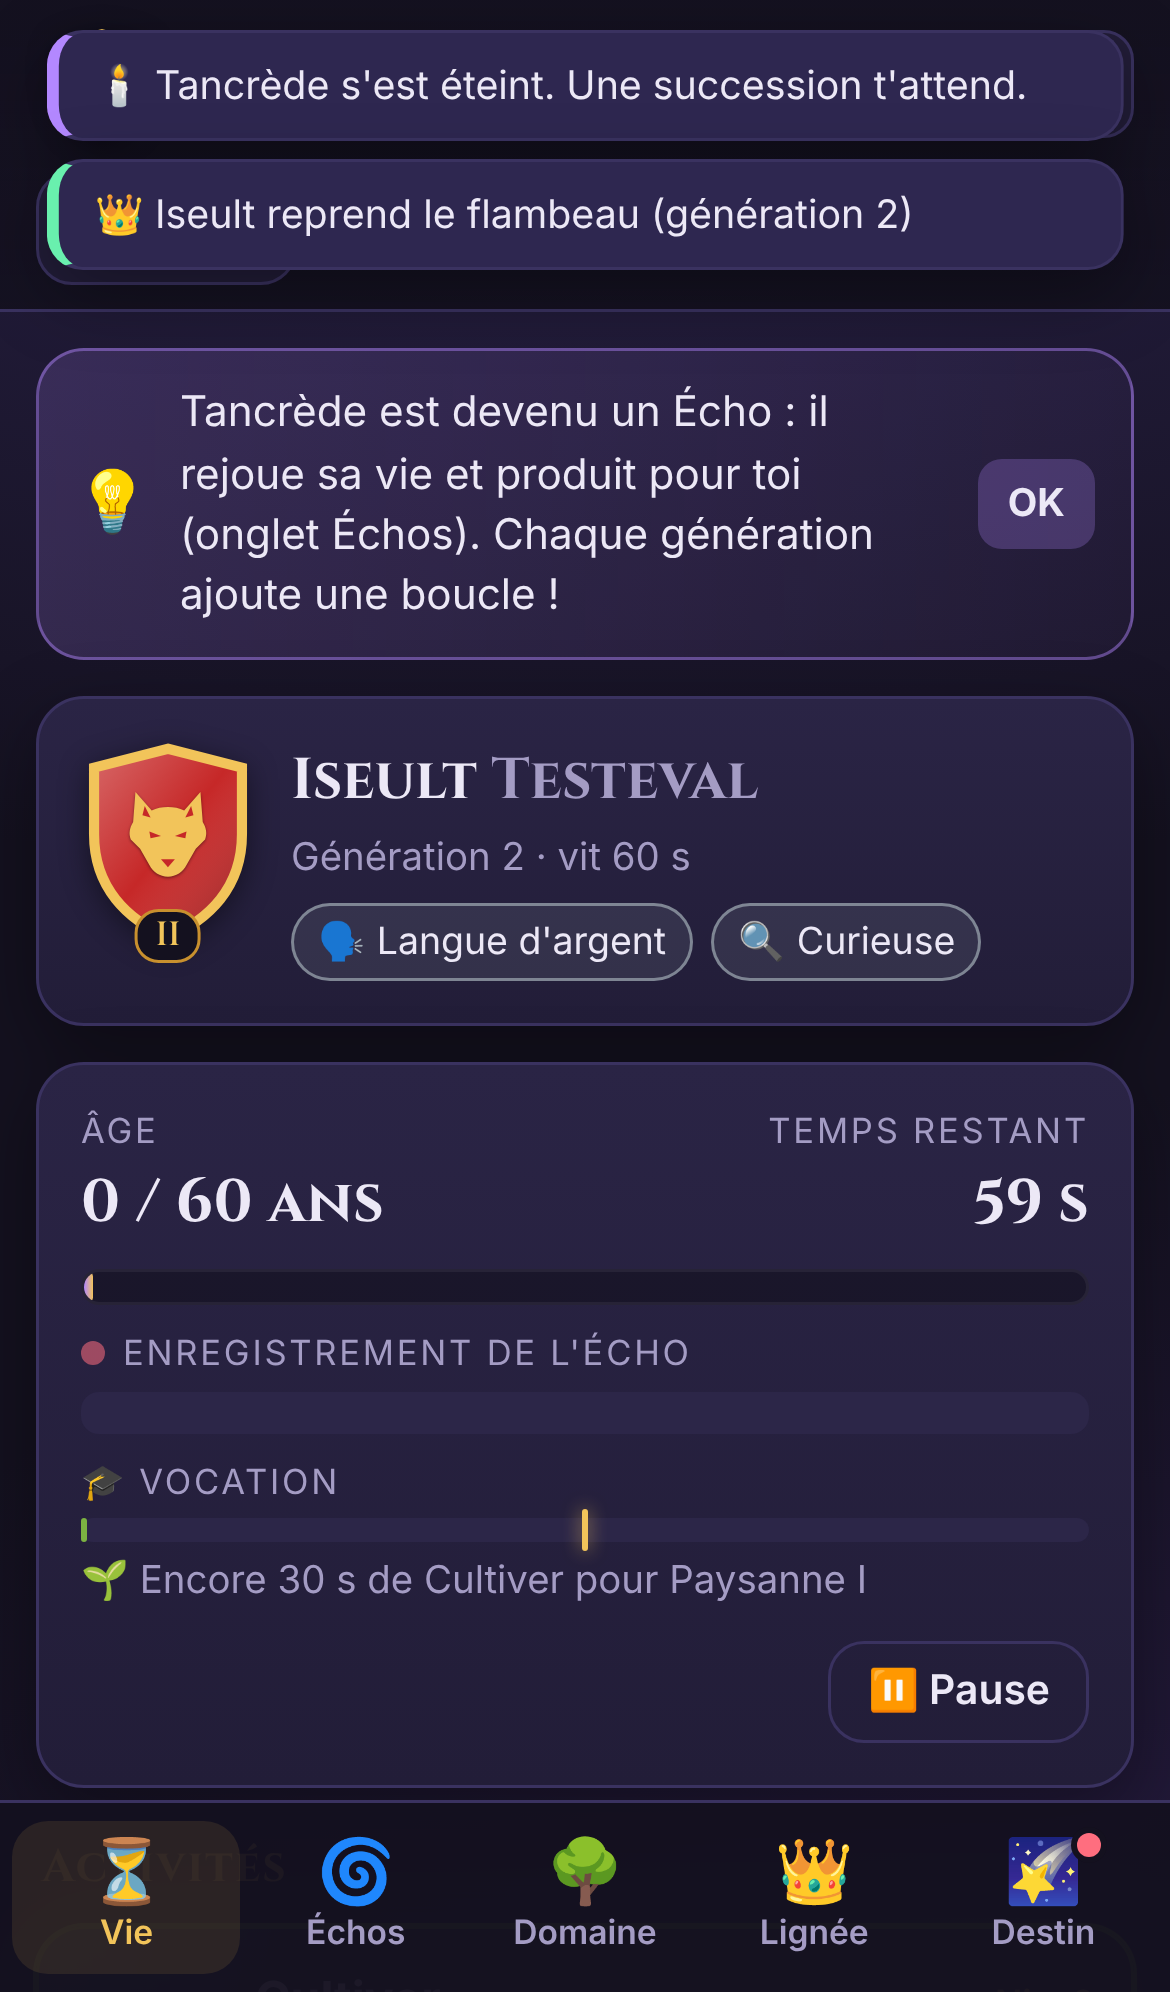 Tancrède s'est éteint. Une succession t'attend.
Iseult reprend le flambeau (génération 2)
Tancrède est devenu un Écho : il
rejoue sa vie et produit pour toi
(onglet Échos). Chaque génération
ajoute une boucle !
OK
Iseult Testeval
Génération 2 · vit 60 s
II
Langue d'argent
Curieuse
ÂGE
TEMPS RESTANT
0 / 60 ans
59 s
ENREGISTREMENT DE L'ÉCHO
VOCATION
Encore 30 s de Cultiver pour Paysanne I
Pause
Activités
Vie
Échos
Domaine
Lignée
Destin